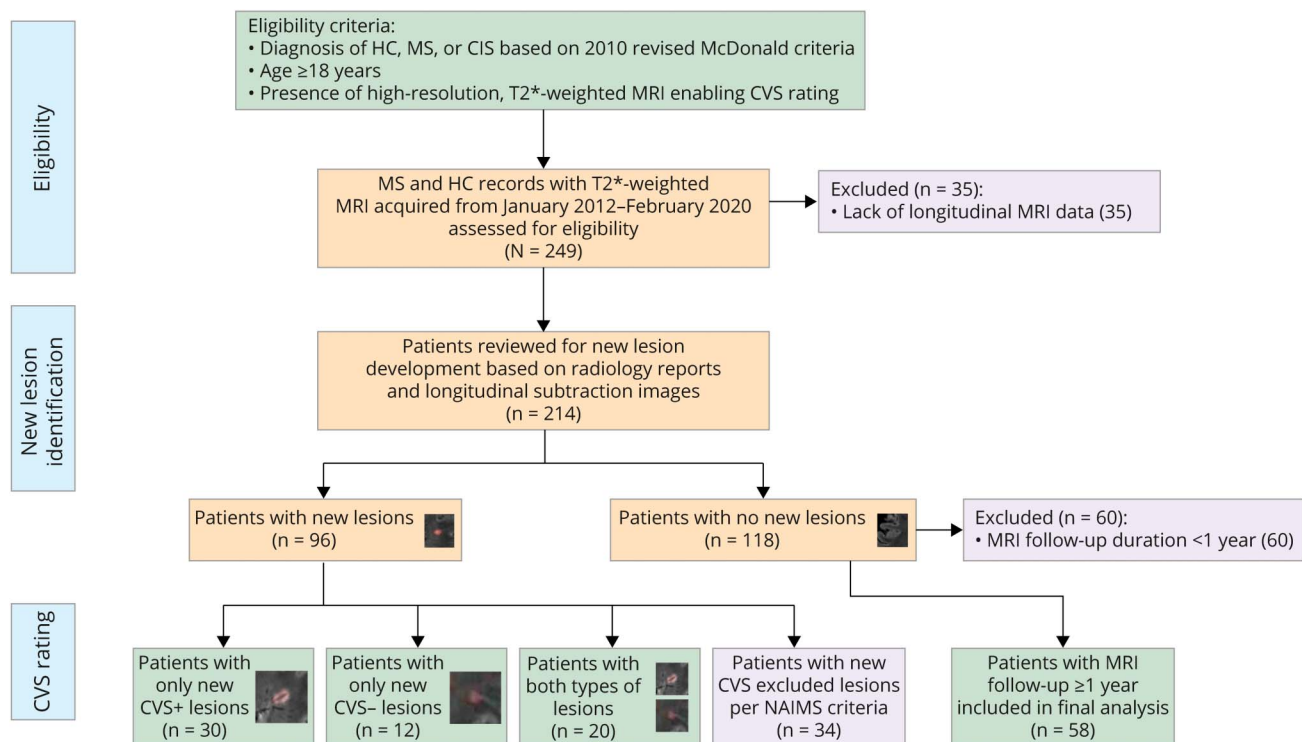 Eligibility
Eligibility criteria:
• Diagnosis of HC, MS, or CIS based on 2010 revised McDonald criteria
• Age ≥18 years
• Presence of high-resolution, T2*-weighted MRI enabling CVS rating
MS and HC records with T2*-weighted
MRI acquired from January 2012–February 2020
assessed for eligibility
(N = 249)
Excluded (n = 35):
• Lack of longitudinal MRI data (35)
New lesion
identification
Patients reviewed for new lesion
development based on radiology reports
and longitudinal subtraction images
(n = 214)
Patients with new lesions
(n = 96)
Patients with no new lesions
(n = 118)
Excluded (n = 60):
• MRI follow-up duration <1 year (60)
CVS rating
Patients with
only new
CVS+ lesions
(n = 30)
Patients with
only new
CVS– lesions
(n = 12)
Patients with
both types of
lesions
(n = 20)
Patients with new
CVS excluded lesions
per NAIMS criteria
(n = 34)
Patients with MRI
follow-up ≥1 year
included in final analysis
(n = 58)